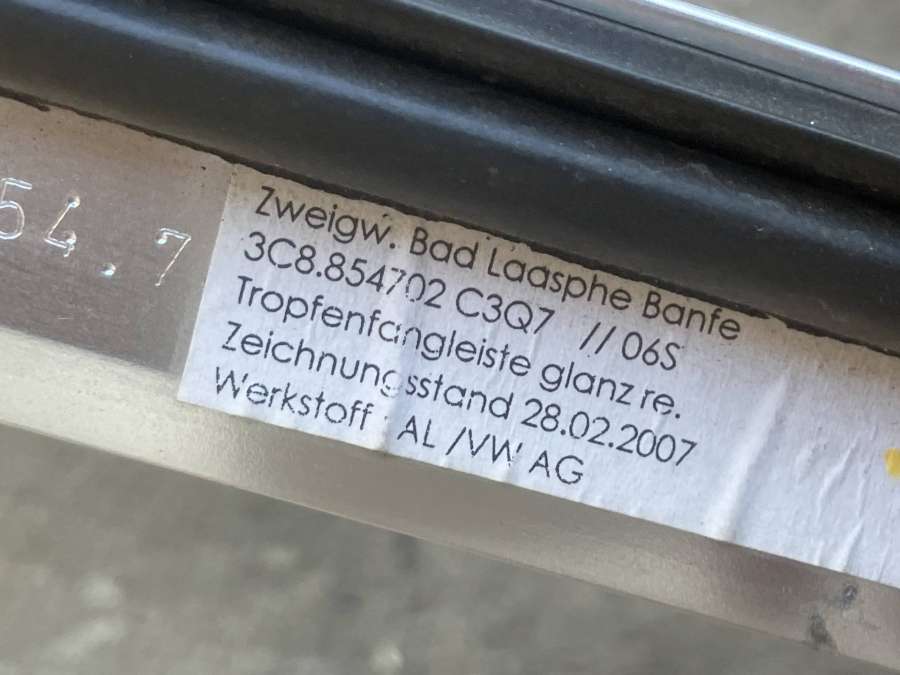 54.7
Zweigw. Bad Laasphe Banfe
3C8.854702 C3Q7 // 06S
Tropfenfangleiste glanz re.
Zeichnungsstand 28.02.2007
Werkstoff : AL /VW AG